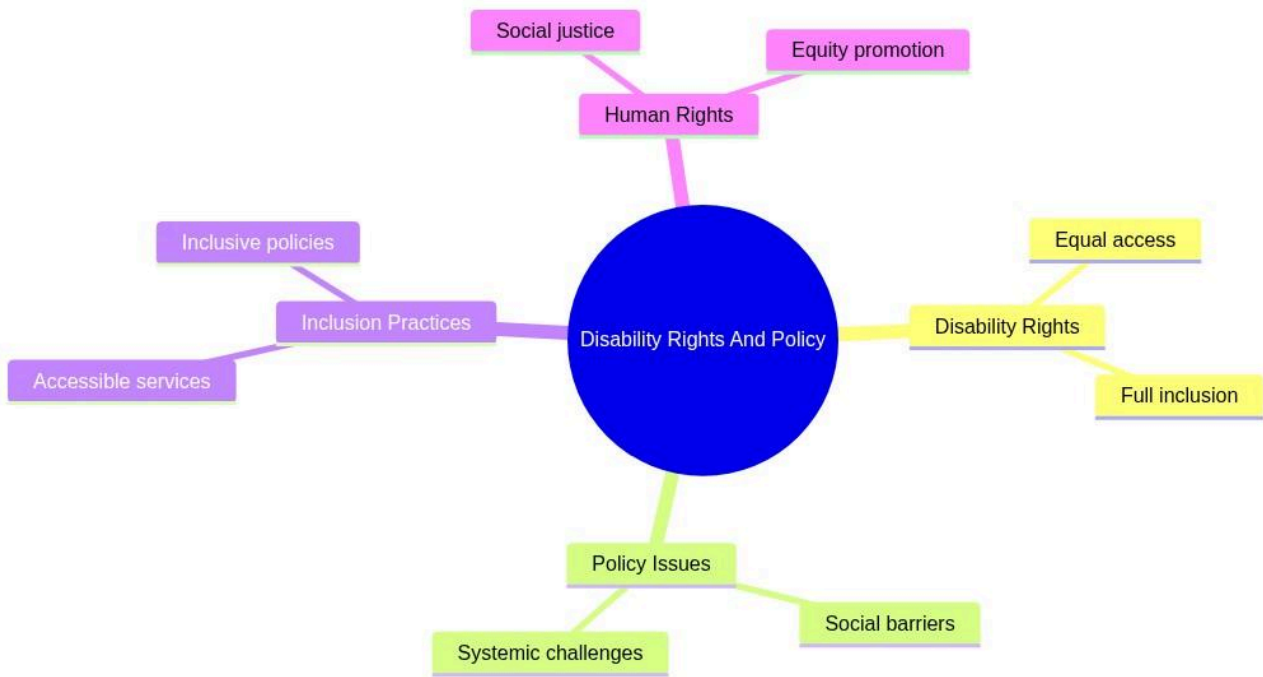 Social justice
Equity promotion
Human Rights
Inclusive policies
Equal access
Inclusion Practices
Disability Rights And Policy
Disability Rights
Accessible services
Full inclusion
Policy Issues
Social barriers
Systemic challenges